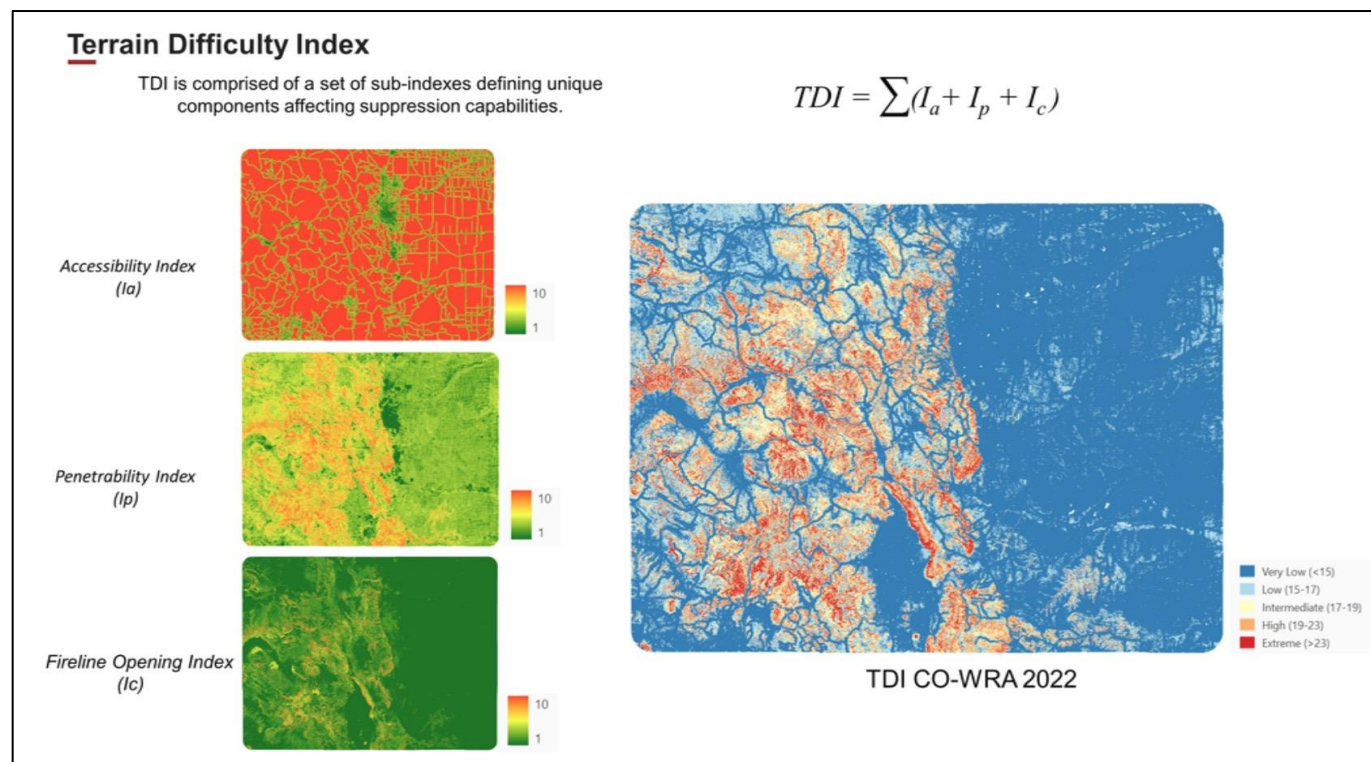 Terrain Difficulty Index
TDI is comprised of a set of sub-indexes defining unique
components affecting suppression capabilities.
TDI = ∑(Ia + Ip + Ic)
Accessibility Index
(Ia)
10
1
Penetrability Index
(Ip)
10
1
Fireline Opening Index
(Ic)
10
1
Very Low (<15)
Low (15-17)
Intermediate (17-19)
High (19-23)
Extreme (>23)
TDI CO-WRA 2022